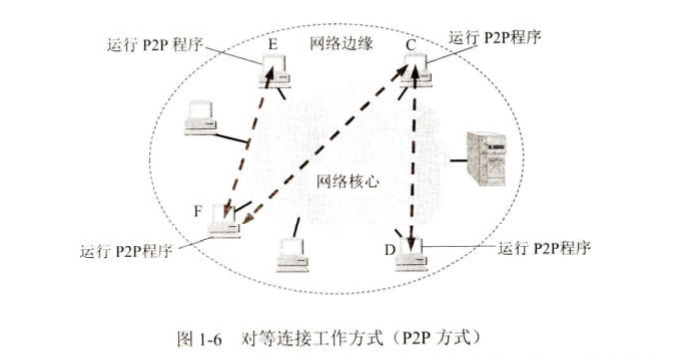 运行 P2P 程序
E
网络边缘
C
运行 P2P程序
网络核心
F
运行 P2P程序
D
运行 P2P程序
图 1-6 对等连接工作方式（P2P 方式）